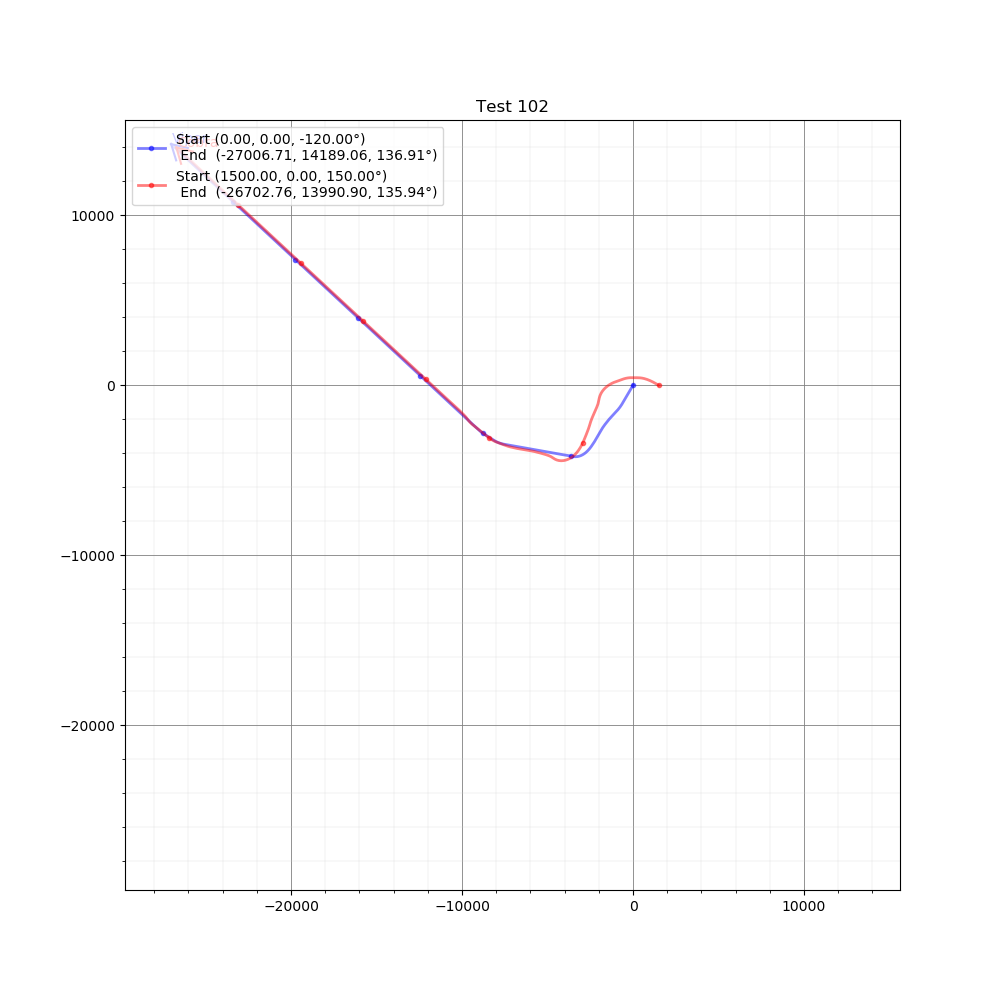 Test 102
Start (0.00, 0.00, -120.00°)
End (-27006.71, 14189.06, 136.91°)
Start (1500.00, 0.00, 150.00°)
End (-26702.76, 13990.90, 135.94°)
10000
0
−10000
−20000
−20000
−10000
0
10000